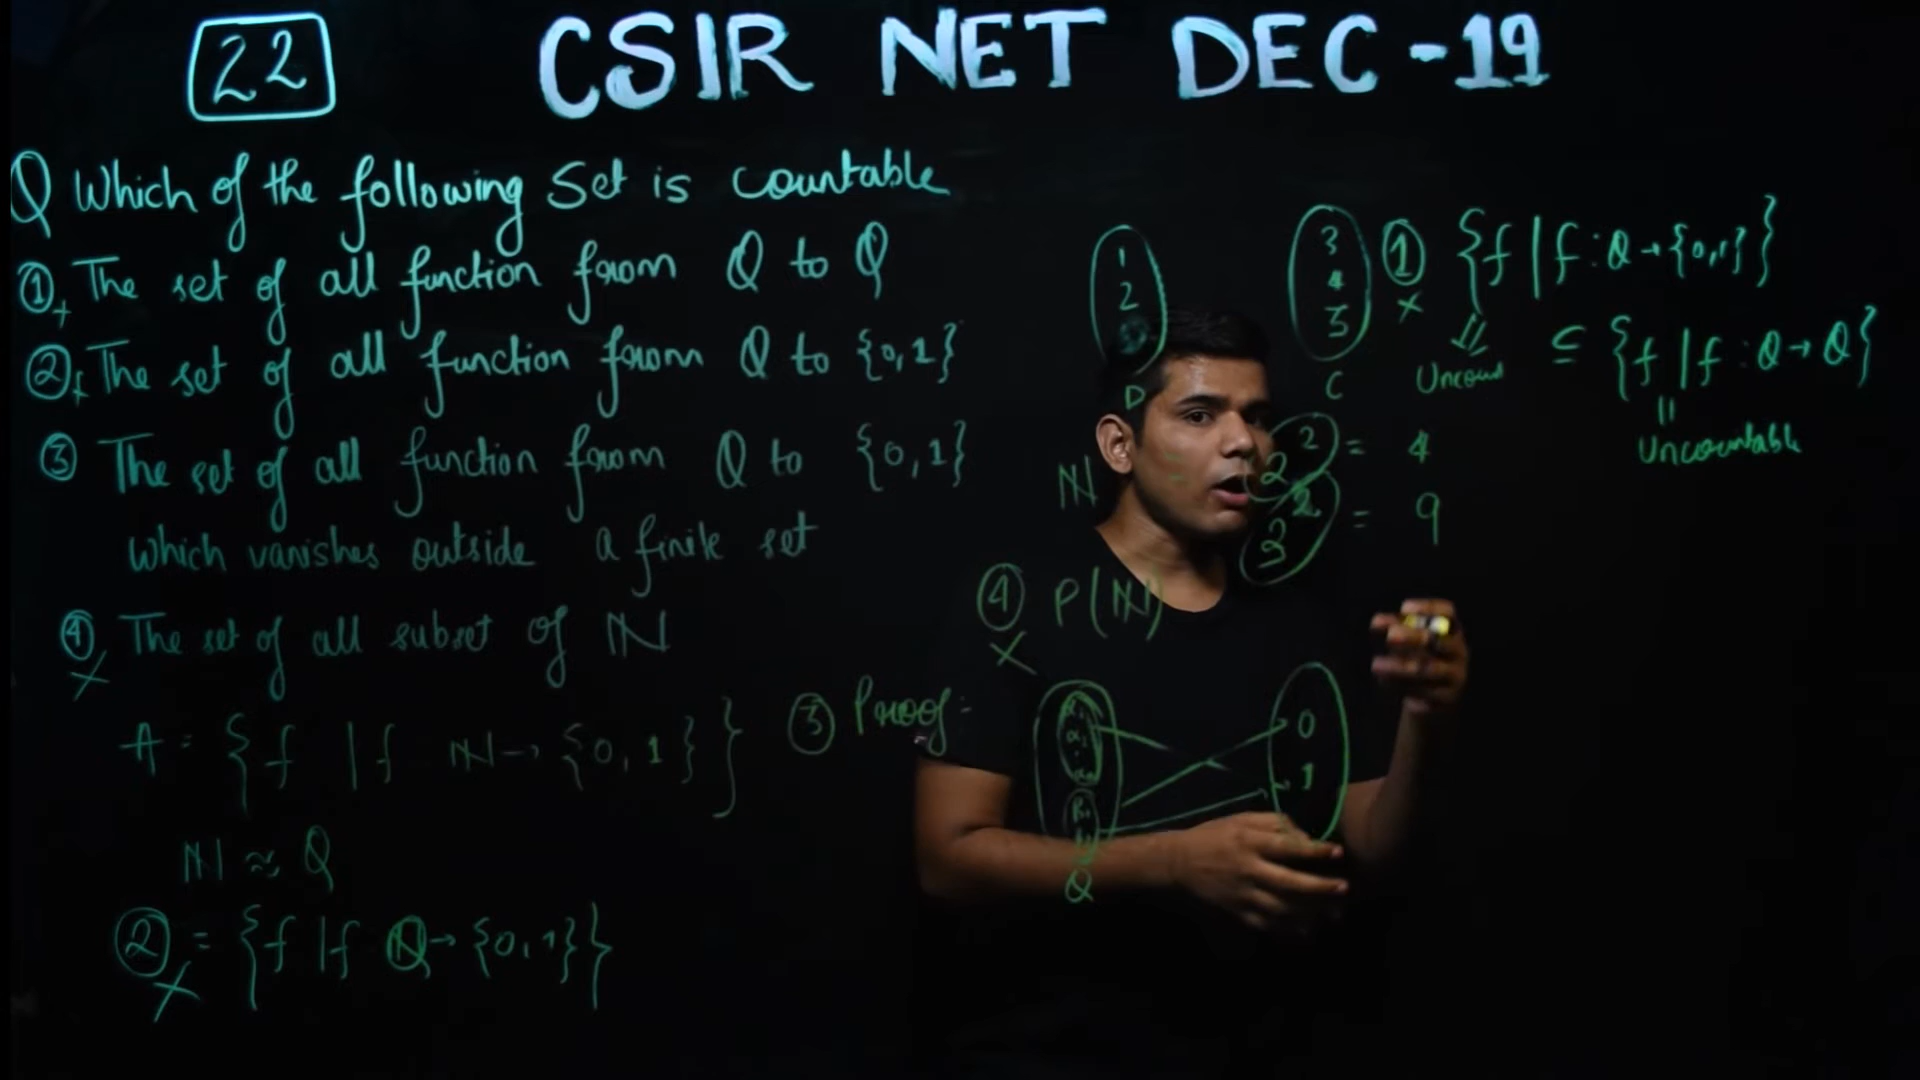 22
CSIR NET DEC-19
Q Which of the following Set is countable
① The set of all function from Q to Q
x
② The set of all function from Q to {0,1}
x
③ The set of all function from Q to {0,1}
which vanishes outside a finite set
④ The set of all subset of ℕ
X
A = {f | f ℕ → {0,1}}
ℕ ≈ Q
② = {f | f Q → {0,1}}
X
1
2
D
3
4
5
C
ℕ
2² = 4
3² = 9
④ P(ℕ)
X
③ Proof:-
0
1
Q
① {f | f : Q → {0,1}}
x
Uncoun
⊆ {f | f : Q → Q}
=
Uncountable